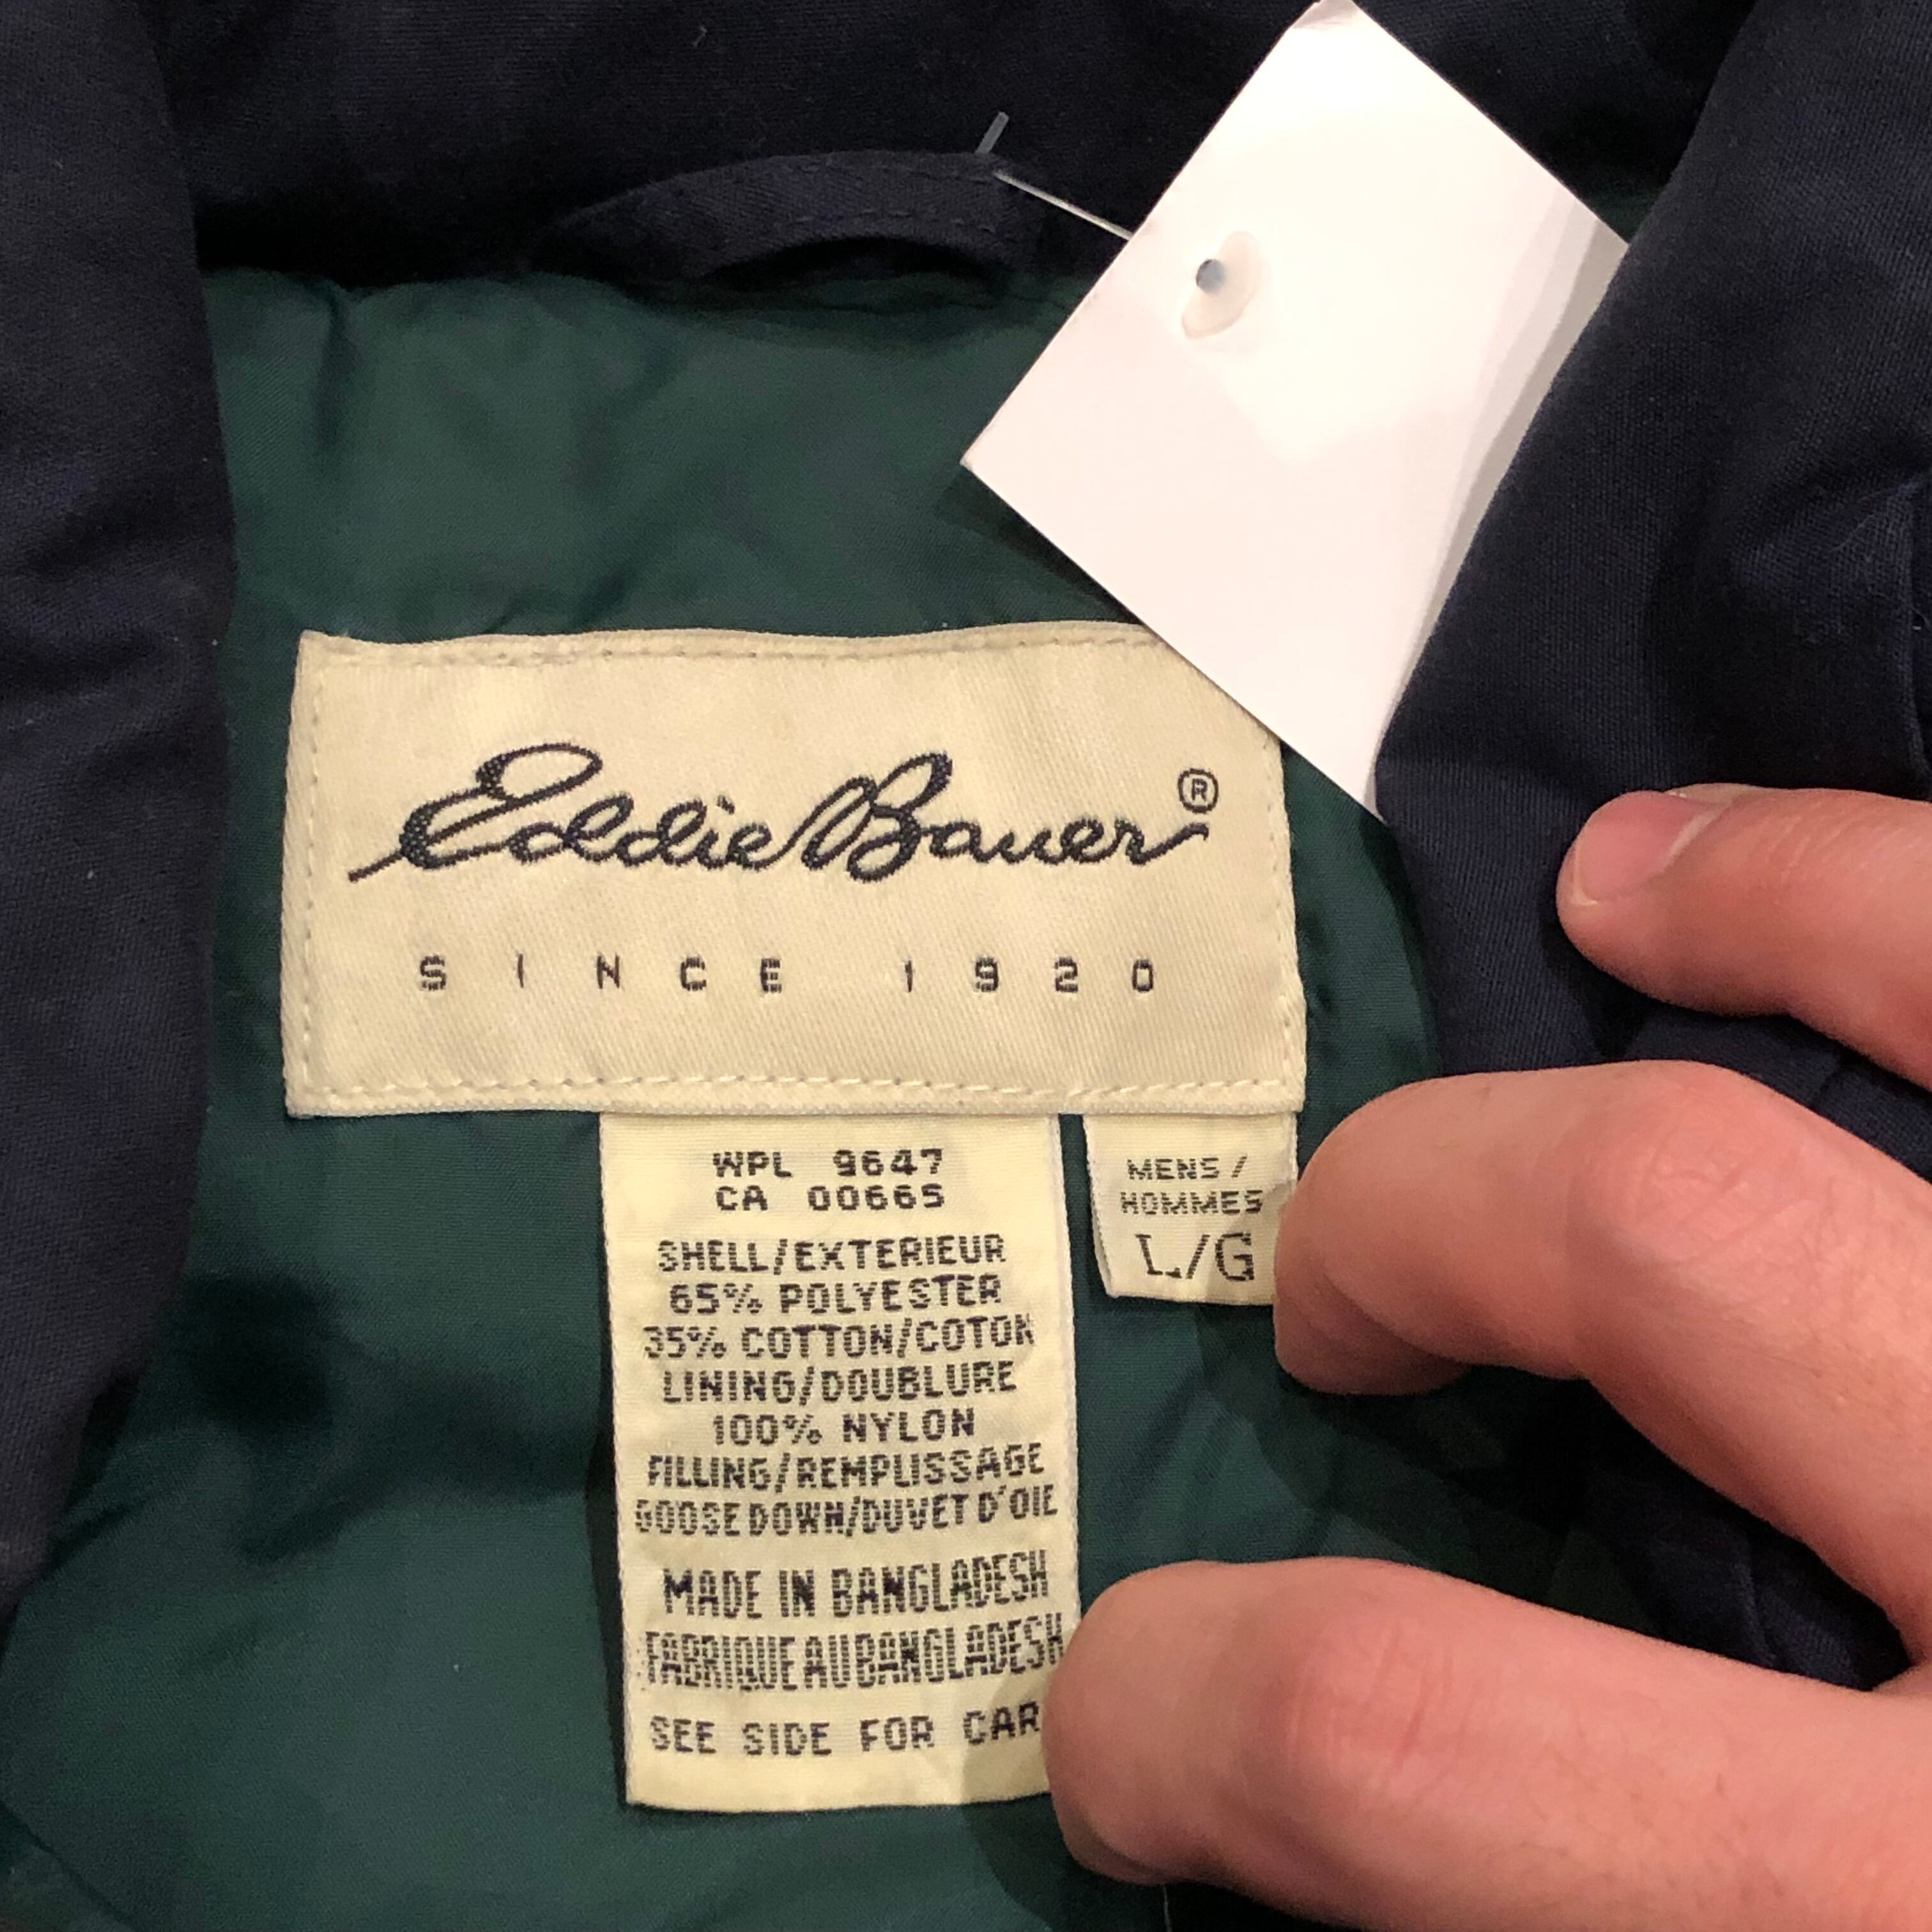 Eddie Bauer®
SINCE 1920
WPL 9647
CA 00665
SHELL/EXTERIEUR
65% POLYESTER
35% COTTON/COTON
LINING/DOUBLURE
100% NYLON
FILLING/REMPLISSAGE
GOOSE DOWN/DUVET D'OIE
MADE IN BANGLADESH
FABRIQUE AU BANGLADESH
SEE SIDE FOR CAR
MENS/
HOMMES
L/G